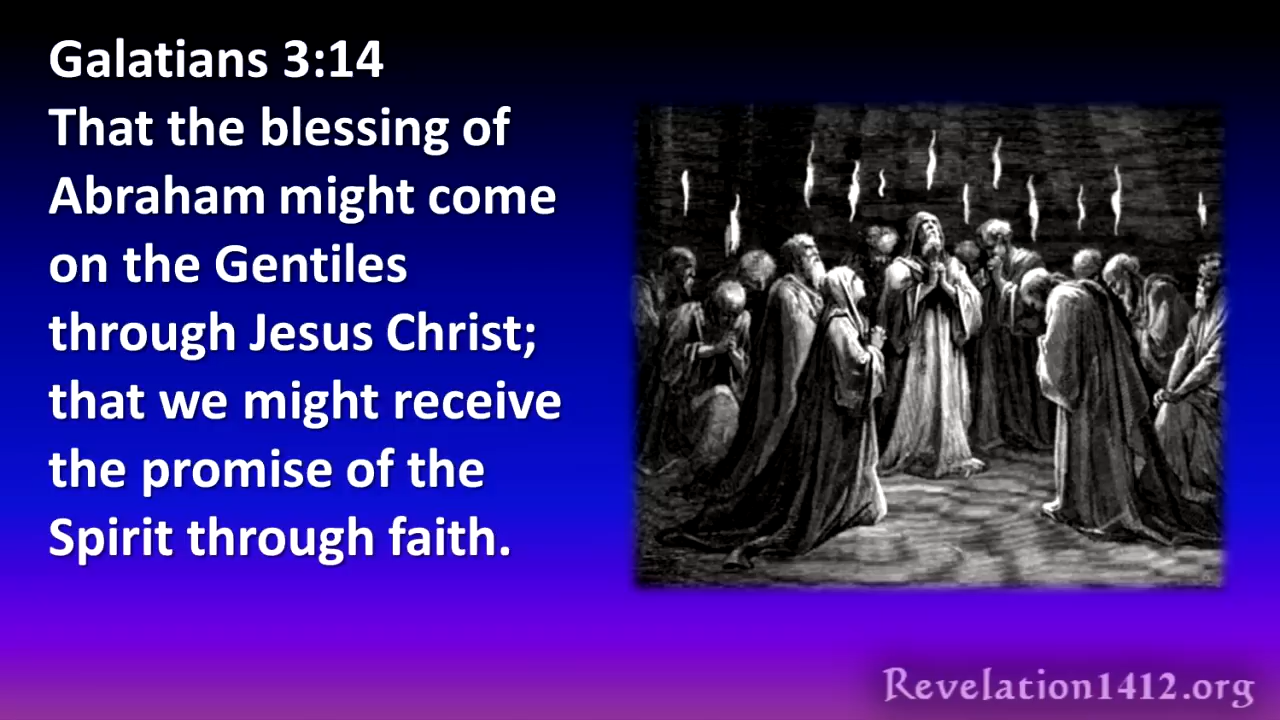 Galatians 3:14
That the blessing of
Abraham might come
on the Gentiles
through Jesus Christ;
that we might receive
the promise of the
Spirit through faith.
Revelation1412.org